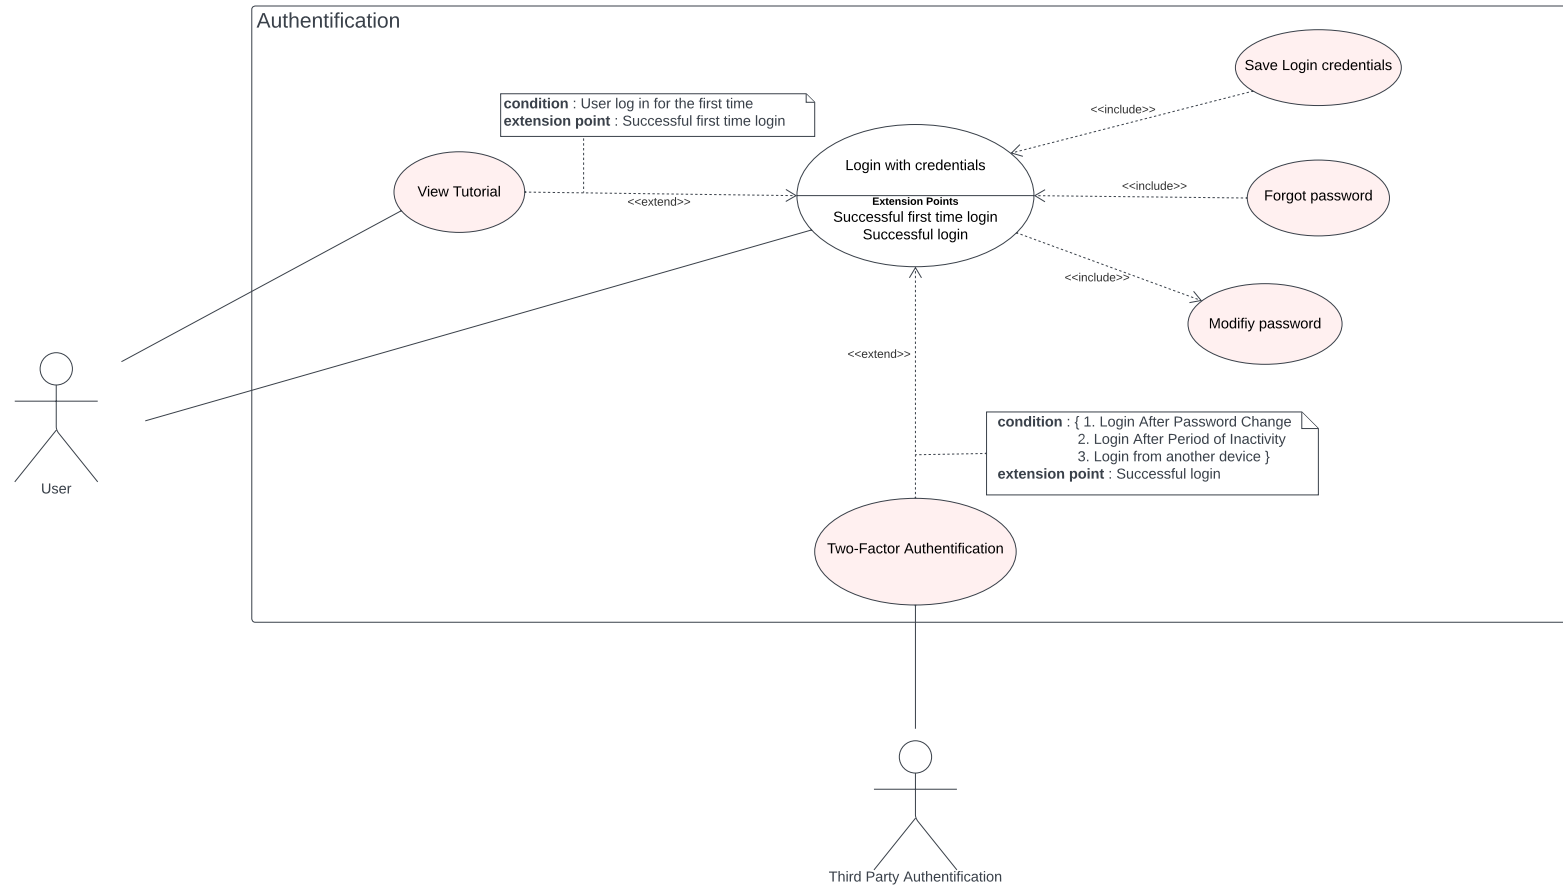 Authentification
Save Login credentials
<<include>>
condition : User log in for the first time
extension point : Successful first time login
Login with credentials
View Tutorial
<<extend>>
<<include>>
Forgot password
Extension Points
Successful first time login
Successful login
<<include>>
Modifiy password
<<extend>>
condition : { 1. Login After Password Change
2. Login After Period of Inactivity
3. Login from another device }
extension point : Successful login
User
Two-Factor Authentification
Third Party Authentification